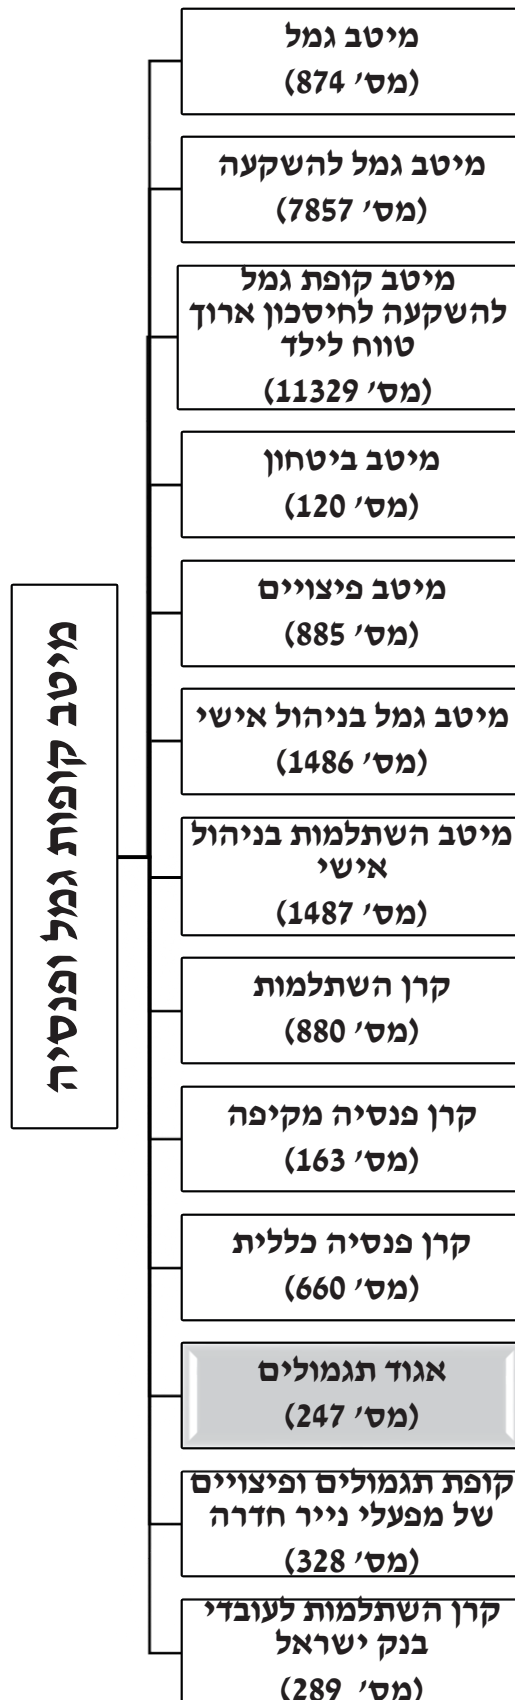 מיטב קופות גמל ופנסיה
מיטב גמל
(מס' 874)
מיטב גמל להשקעה
(מס' 7857)
מיטב קופת גמל
להשקעה לחיסכון ארוך
טווח לילד
(מס' 11329)
מיטב ביטחון
(מס' 120)
מיטב פיצויים
(מס' 885)
מיטב גמל בניהול אישי
(מס' 1486)
מיטב השתלמות בניהול
אישי
(מס' 1487)
קרן השתלמות
(מס' 880)
קרן פנסיה מקיפה
(מס' 163)
קרן פנסיה כללית
(מס' 660)
אגוד תגמולים
(מס' 247)
קופת תגמולים ופיצויים
של מפעלי נייר חדרה
(מס' 328)
קרן השתלמות לעובדי
בנק ישראל
(מס' 289)